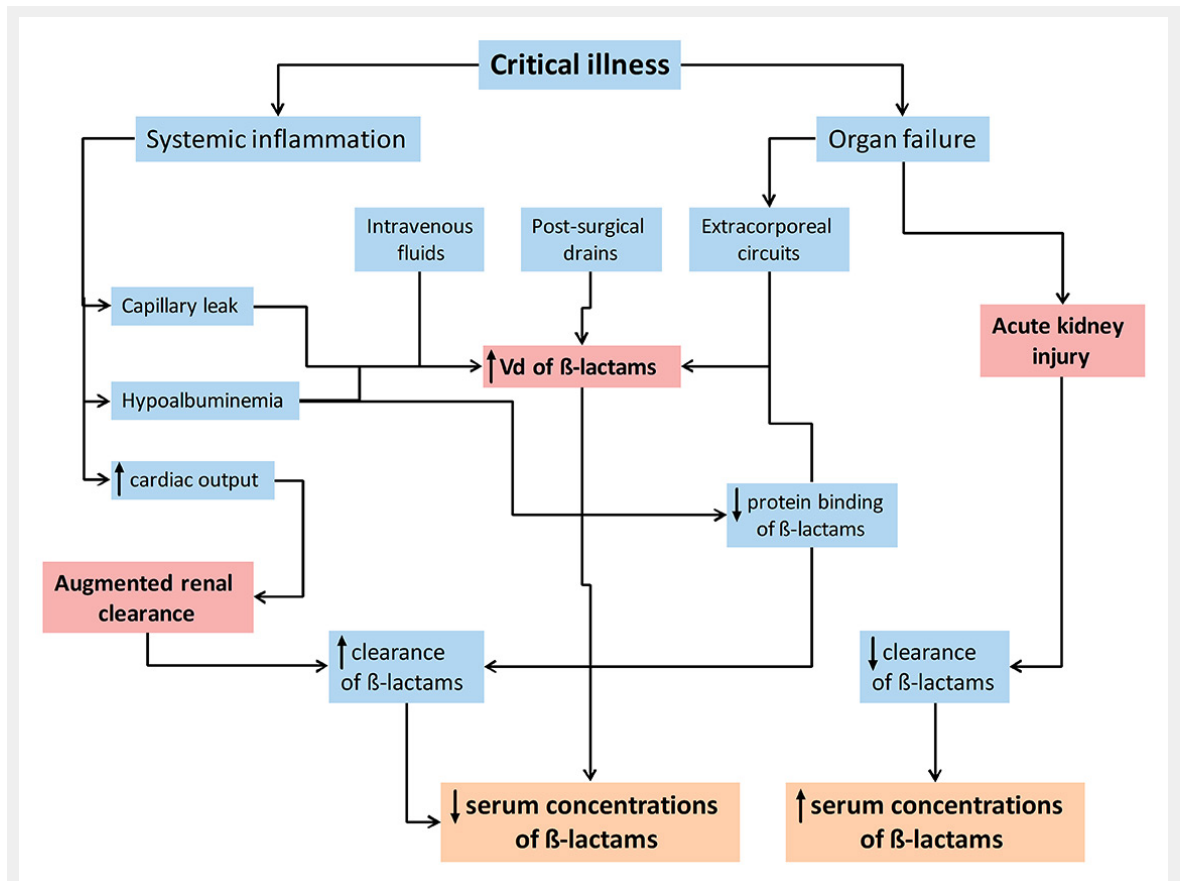 Critical illness
Systemic inflammation
Organ failure
Intravenous
fluids
Post-surgical
drains
Extracorporeal
circuits
Capillary leak
Acute kidney
injury
↑ Vd of ß-lactams
Hypoalbuminemia
↑ cardiac output
↓ protein binding
of ß-lactams
Augmented renal
clearance
↑ clearance
of ß-lactams
↓ clearance
of ß-lactams
↓ serum concentrations
of ß-lactams
↑ serum concentrations
of ß-lactams